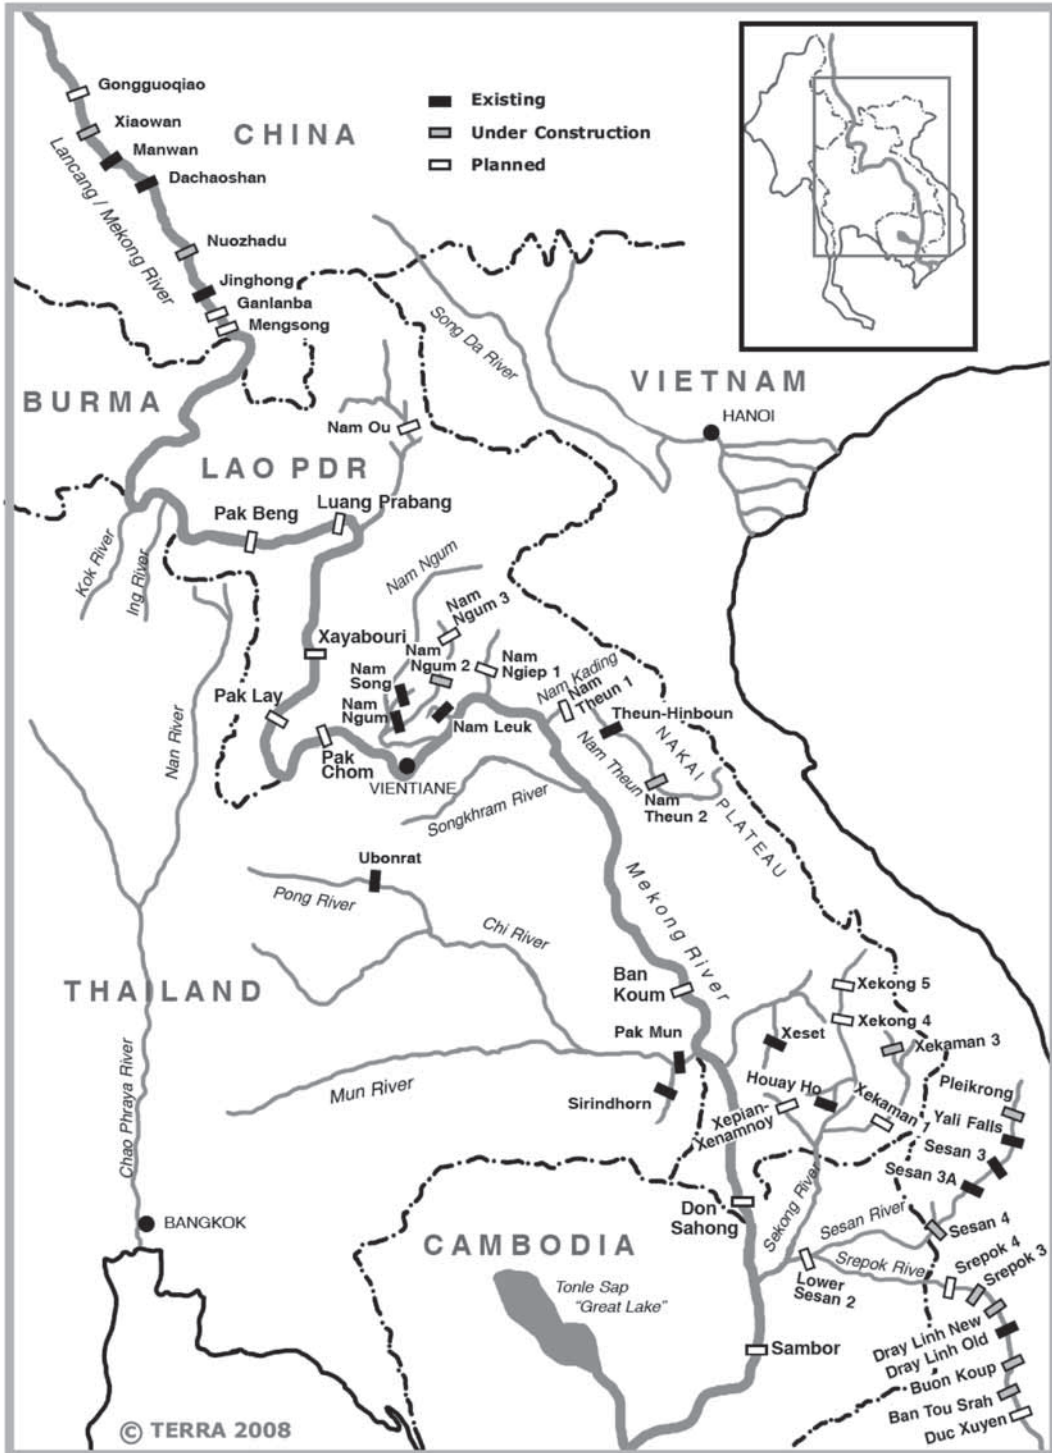 Gongguoqiao
Xiaowan
Manwan
Dachaoshan
CHINA
Existing
Under Construction
Planned
Lancang / Mekong River
Nuozhadu
Jinghong
Ganlanba
Mengsong
Song Da River
BURMA
VIETNAM
HANOI
Nam Ou
LAO PDR
Pak Beng
Luang Prabang
Kok River
Ing River
Nam Ngum
Nam
Ngum 3
Xayabouri
Nam
Ngum 2
Nam
Ngiep 1
Nam
Song
Nam
Ngum
Nam Leuk
Nam Kading
Nam
Theun 1
Theun-Hinboun
Pak Lay
Pak
Chom
VIENTIANE
Nan River
Nam Theun
Nam
Theun 2
NAKAI
PLATEAU
Songkhram River
Ubonrat
Pong River
Chi River
Mekong River
THAILAND
Ban
Koum
Pak Mun
Xekong 5
Xekong 4
Xeset
Xekaman 3
Mun River
Sirindhorn
Houay Ho
Xepian-
Xenamnoy
Xekaman 1
Pleikrong
Yali Falls
Sesan 3
Sesan 3A
Chao Phraya River
BANGKOK
Don
Sahong
Sekong River
Sesan River
Sesan 4
Srepok Rive
Srepok 4
Srepok 3
CAMBODIA
Lower
Sesan 2
Tonle Sap
"Great Lake"
Sambor
Dray Linh New
Dray Linh Old
Buon Koup
Ban Tou Srah
Duc Xuyen
© TERRA 2008